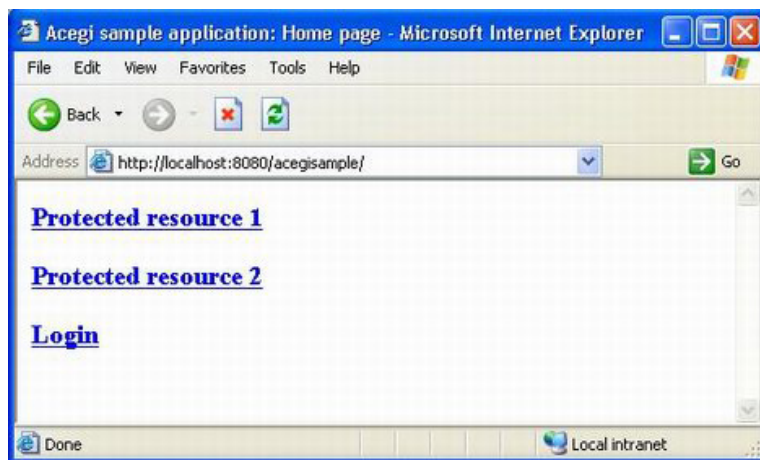 Acegi sample application: Home page - Microsoft Internet Explorer
File Edit View Favorites Tools Help
Back
Address http://localhost:8080/acegisample/ Go
Protected resource 1
Protected resource 2
Login
Done Local intranet